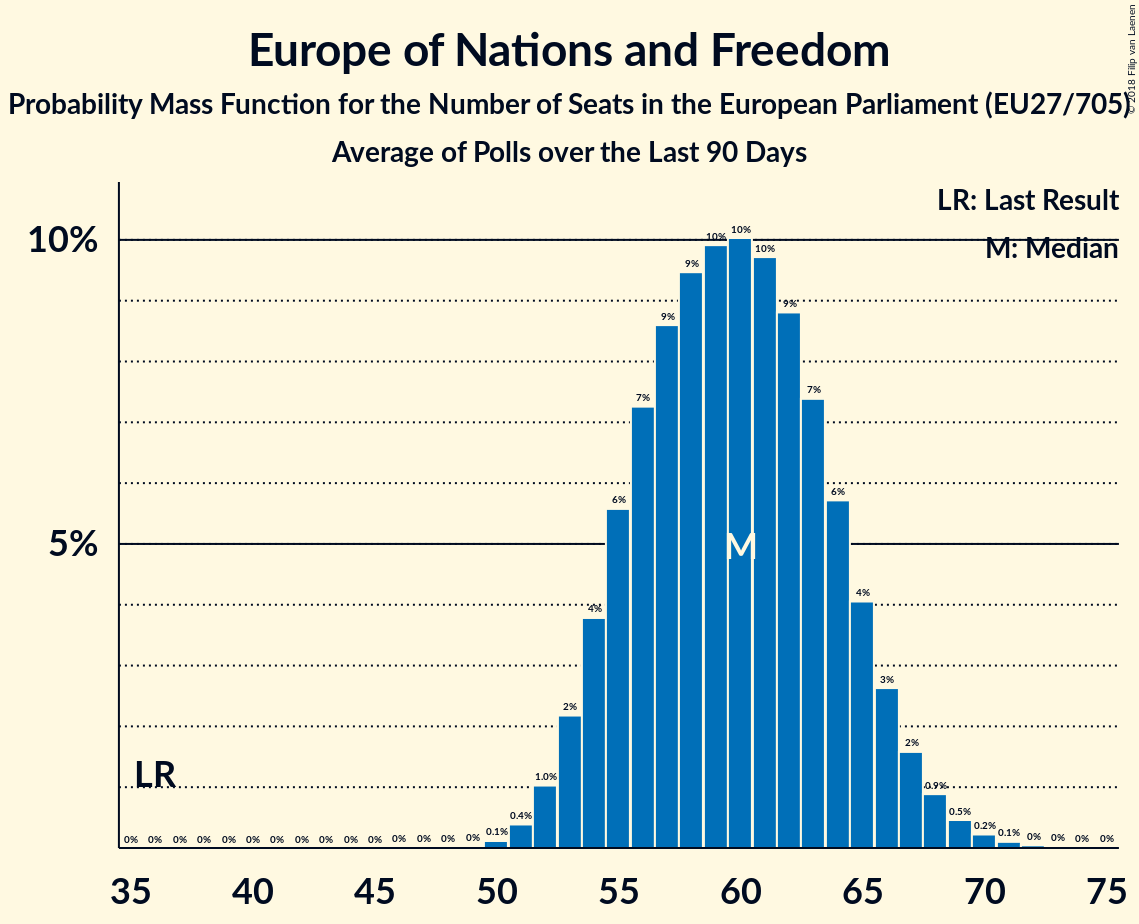 Europe of Nations and Freedom
Probability Mass Function for the Number of Seats in the European Parliament (EU27/705)
Average of Polls over the Last 90 Days
© 2018 Filip van Laenen
LR: Last Result
M: Median
10%
5%
LR
M
0% 0% 0% 0% 0% 0% 0% 0% 0% 0% 0% 0% 0% 0% 0% 0.1% 0.4% 1.0% 2% 4% 6% 7% 9% 9% 10% 10% 10% 9% 7% 6% 4% 3% 2% 0.9% 0.5% 0.2% 0.1% 0% 0% 0% 0%
35 40 45 50 55 60 65 70 75